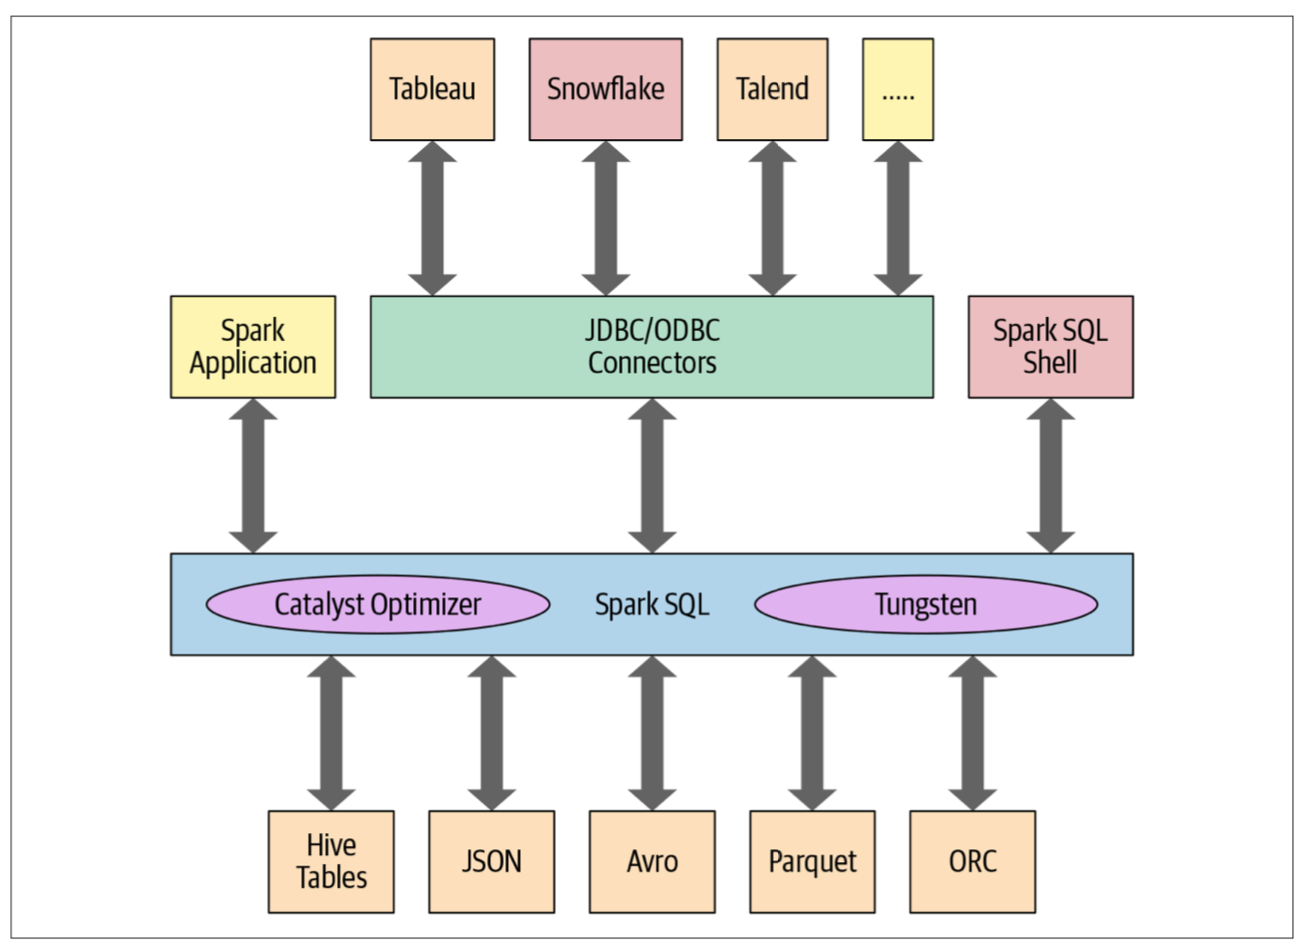 Tableau
Snowflake
Talend
.....
Spark
Application
JDBC/ODBC
Connectors
Spark SQL
Shell
Catalyst Optimizer
Spark SQL
Tungsten
Hive
Tables
JSON
Avro
Parquet
ORC